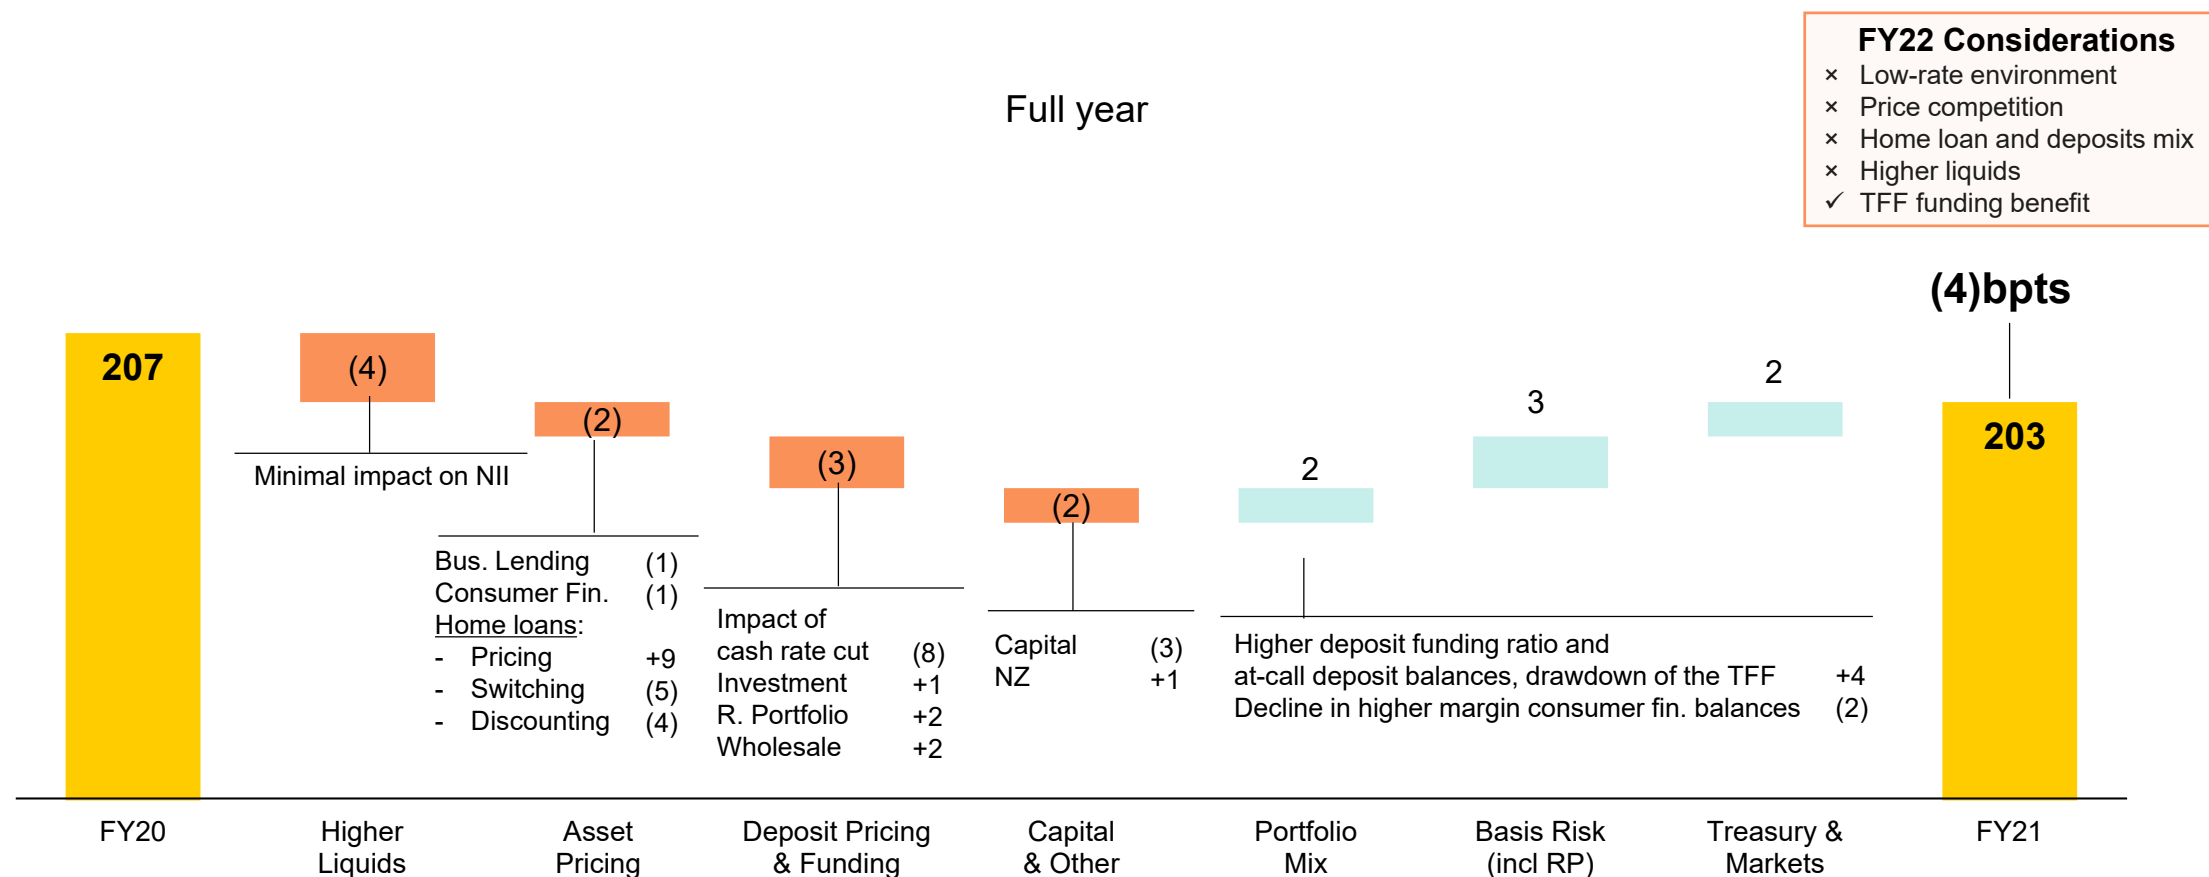 FY22 Considerations
× Low-rate environment
× Price competition
× Home loan and deposits mix
× Higher liquids
✓ TFF funding benefit
Full year
(4)bpts
207
(4)
(2)
(3)
(2)
2
3
2
203
Minimal impact on NII
Bus. Lending (1)
Consumer Fin. (1)
Home loans:
- Pricing +9
- Switching (5)
- Discounting (4)
Impact of
cash rate cut (8)
Investment +1
R. Portfolio +2
Wholesale +2
Capital (3)
NZ +1
Higher deposit funding ratio and
at-call deposit balances, drawdown of the TFF +4
Decline in higher margin consumer fin. balances (2)
FY20
Higher
Liquids
Asset
Pricing
Deposit Pricing
& Funding
Capital
& Other
Portfolio
Mix
Basis Risk
(incl RP)
Treasury &
Markets
FY21